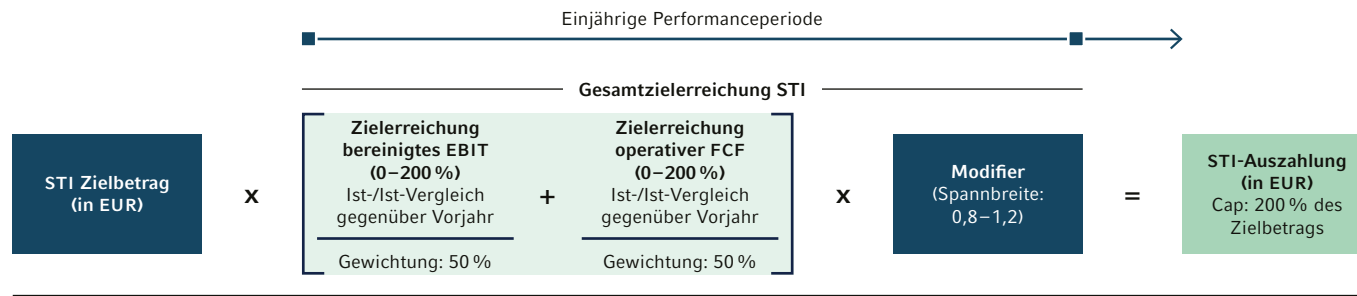 Einjährige Performanceperiode
Gesamtzielerreichung STI
STI Zielbetrag
(in EUR)
x
Zielerreichung
bereinigtes EBIT
(0–200 %)
Ist-/Ist-Vergleich
gegenüber Vorjahr
Gewichtung: 50 %
+
Zielerreichung
operativer FCF
(0–200 %)
Ist-/Ist-Vergleich
gegenüber Vorjahr
Gewichtung: 50 %
x
Modifier
(Spannbreite:
0,8–1,2)
=
STI-Auszahlung
(in EUR)
Cap: 200 % des
Zielbetrags